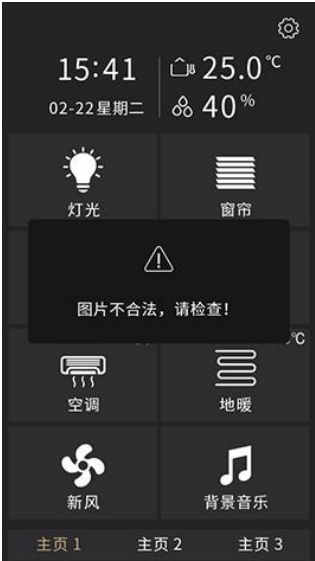 15:41
25.0℃
02-22星期二
40%
灯光
窗帘
图片不合法，请检查！
℃
空调
地暖
新风
背景音乐
主页1
主页2
主页3